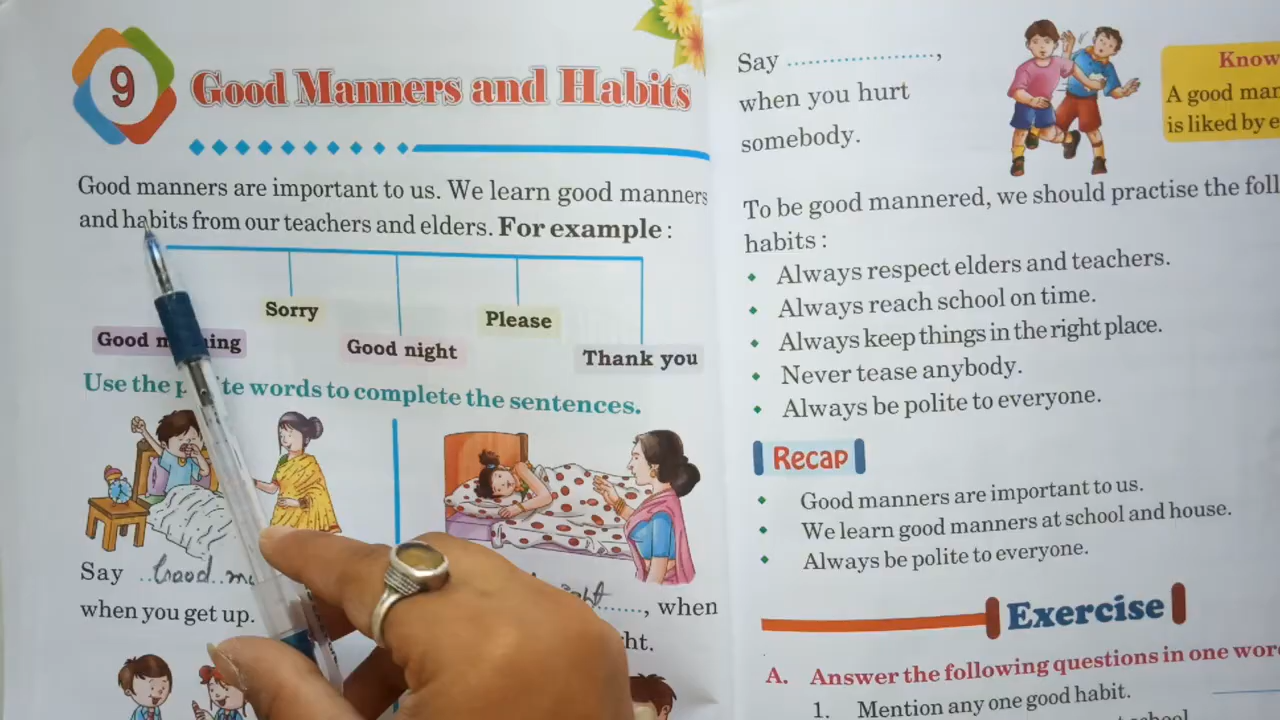 9
Good Manners and Habits
Good manners are important to us. We learn good manners
and habits from our teachers and elders. For example :
Sorry
Please
Good
Good night
Thank you
Use the words to complete the sentences.
Say ..Good..
when you get up.
......, when
Say ......................,
when you hurt
somebody.
Know
A good
is liked by
To be good mannered, we should practise the
habits :
• Always respect elders and teachers.
• Always reach school on time.
• Always keep things in the right place.
• Never tease anybody.
• Always be polite to everyone.
Recap
• Good manners are important to us.
• We learn good manners at school and house.
• Always be polite to everyone.
Exercise
A. Answer the following questions in one
1. Mention any one good habit.